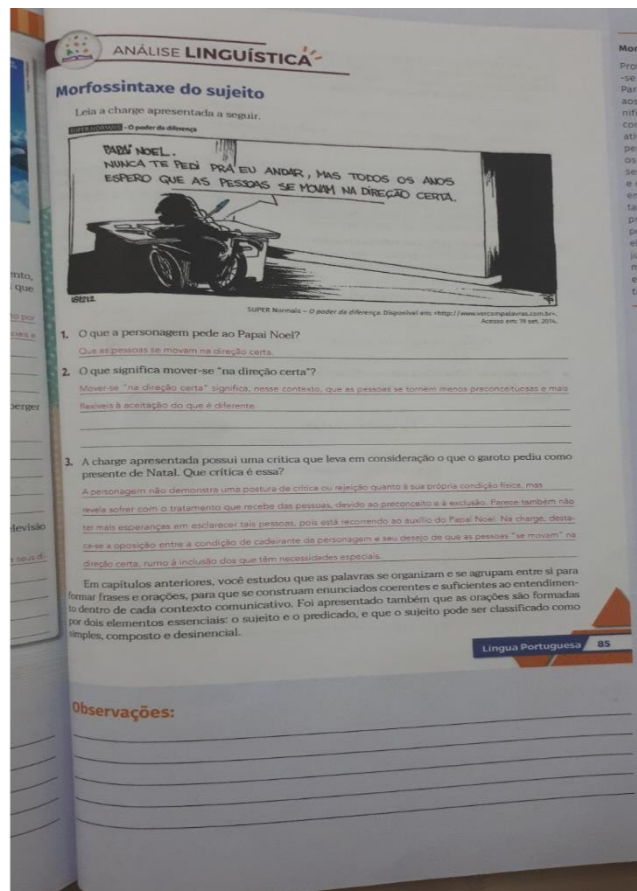 ANÁLISE LINGUÍSTICA
Morfossintaxe do sujeito
Leia a charge apresentada a seguir.
– O poder da diferença
PAPAI NOEL.
NUNCA TE PEDI PRA EU ANDAR, MAS TODOS OS ANOS
ESPERO QUE AS PESSOAS SE MOVAM NA DIREÇÃO CERTA.
SUPER Normais – O poder da diferença. Disponível em: <http://www.vercompalavras.com.br>.
Acesso em: 19 set. 2014.
1. O que a personagem pede ao Papai Noel?
Que as pessoas se movam na direção certa.
2. O que significa mover-se "na direção certa"?
Mover-se "na direção certa" significa, nesse contexto, que as pessoas se tornem menos preconceituosas e mais
flexíveis à aceitação do que é diferente.
3. A charge apresentada possui uma crítica que leva em consideração o que o garoto pediu como
presente de Natal. Que crítica é essa?
A personagem não demonstra uma postura de crítica ou rejeição quanto à sua própria condição física, mas
revela sofrer com o tratamento que recebe das pessoas, devido ao preconceito e à exclusão. Parece também não
ter mais esperanças em esclarecer tais pessoas, pois está recorrendo ao auxílio do Papai Noel. Na charge, desta-
ca-se a oposição entre a condição de cadeirante da personagem e seu desejo de que as pessoas "se movam" na
direção certa, rumo à inclusão dos que têm necessidades especiais.
Em capítulos anteriores, você estudou que as palavras se organizam e se agrupam entre si para
formar frases e orações, para que se construam enunciados coerentes e suficientes ao entendimen-
to dentro de cada contexto comunicativo. Foi apresentado também que as orações são formadas
por dois elementos essenciais: o sujeito e o predicado, e que o sujeito pode ser classificado como
simples, composto e desinencial.
Língua Portuguesa 85
Observações: